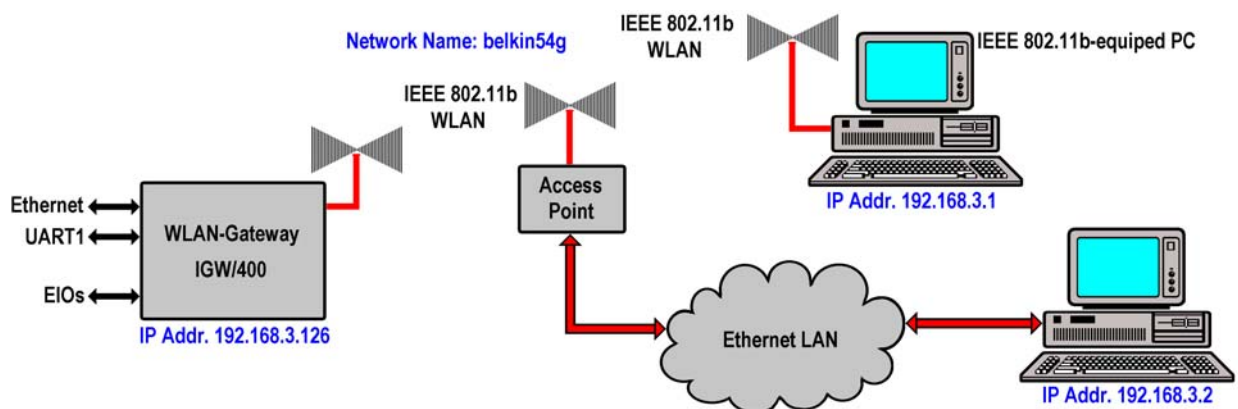 Network Name: belkin54g
IEEE 802.11b
WLAN
IEEE 802.11b-equiped PC
IEEE 802.11b
WLAN
Access
Point
IP Addr. 192.168.3.1
Ethernet
UART1
EIOs
WLAN-Gateway
IGW/400
IP Addr. 192.168.3.126
Ethernet LAN
IP Addr. 192.168.3.2